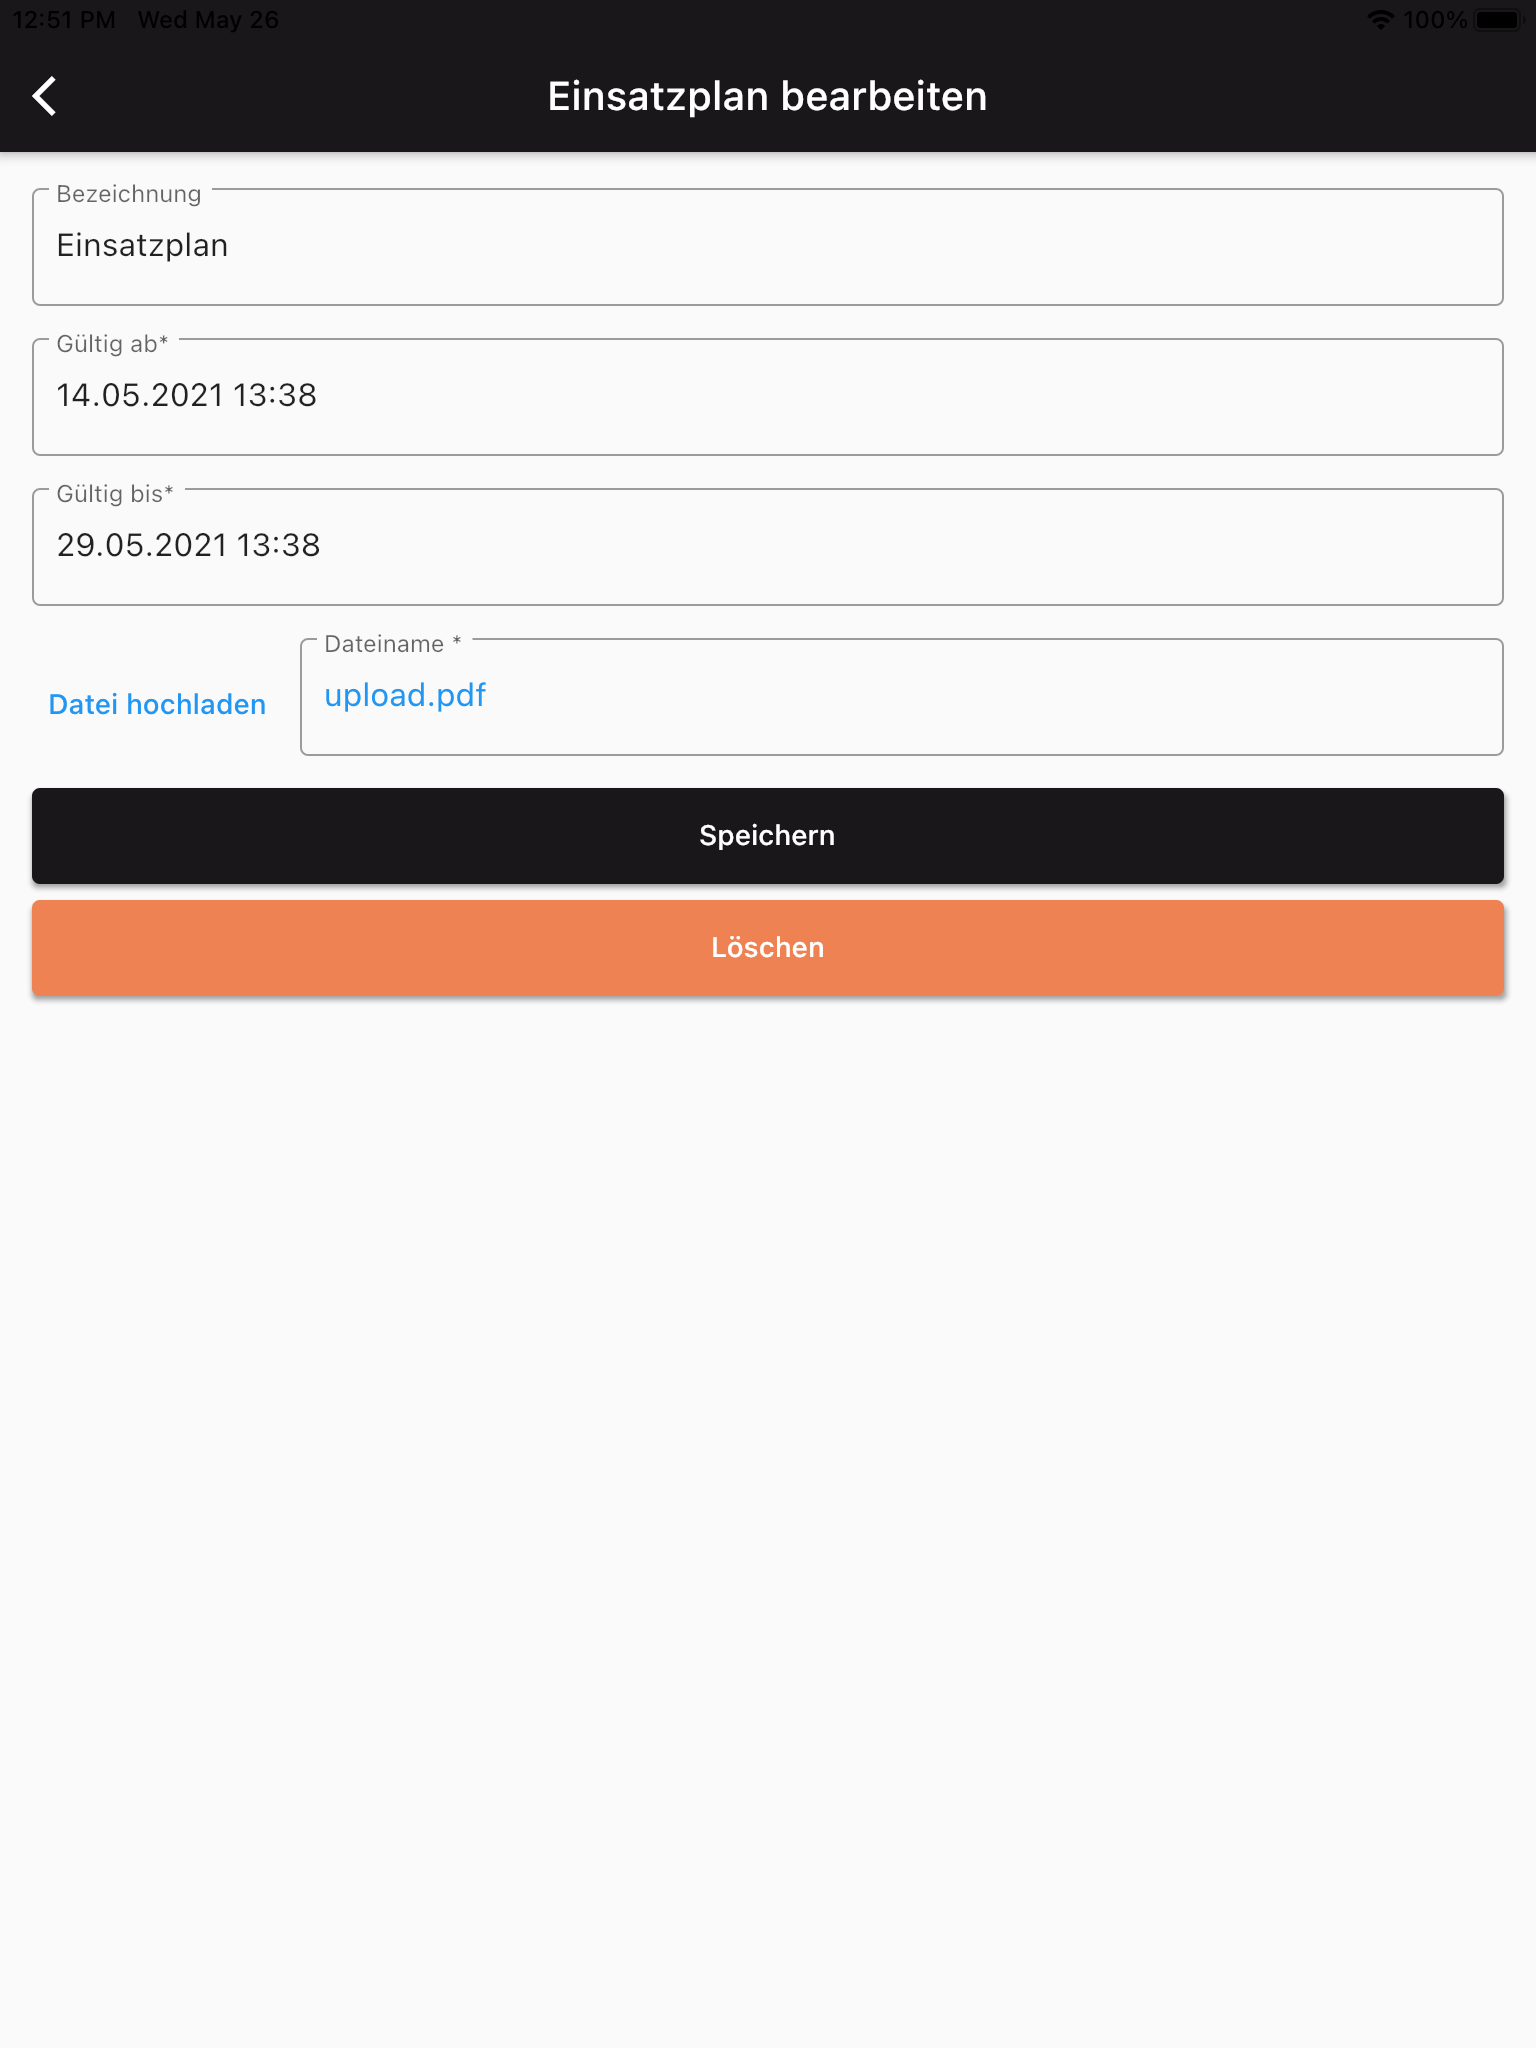 12:51 PM Wed May 26 100%
Einsatzplan bearbeiten
Bezeichnung
Einsatzplan
Gültig ab*
14.05.2021 13:38
Gültig bis*
29.05.2021 13:38
Dateiname *
Datei hochladen upload.pdf
Speichern
Löschen